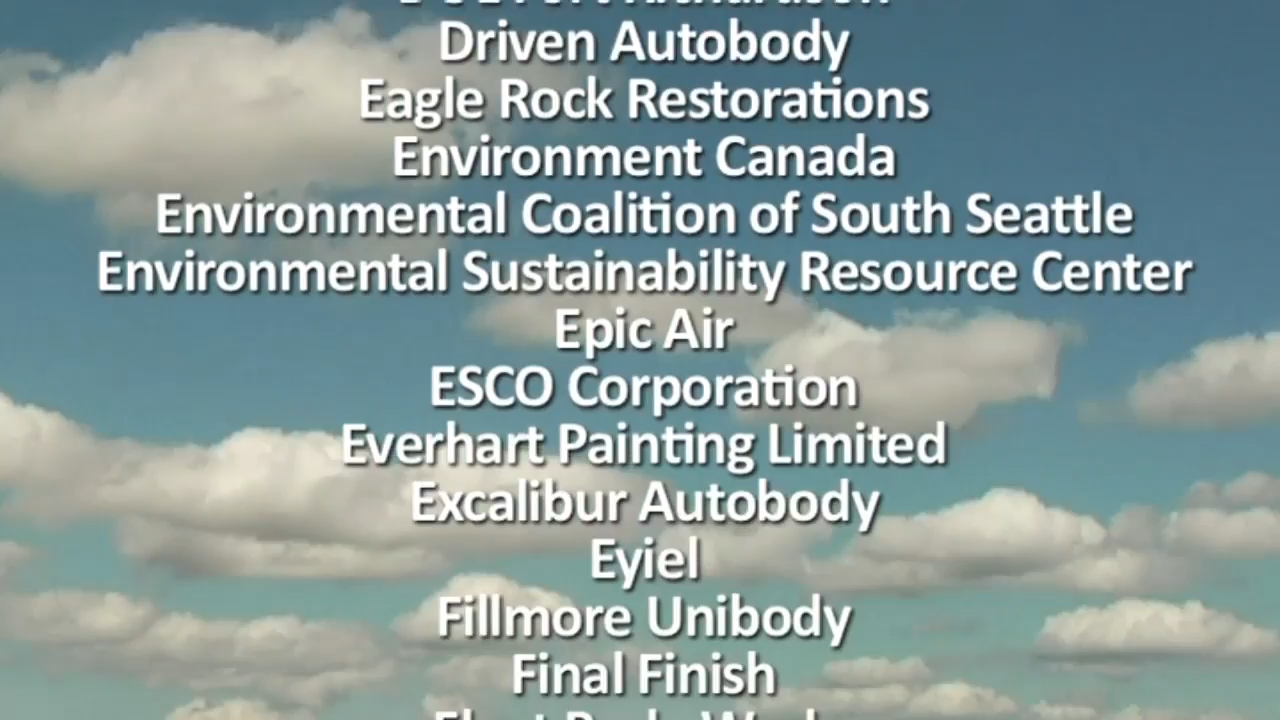 Driven Autobody
Eagle Rock Restorations
Environment Canada
Environmental Coalition of South Seattle
Environmental Sustainability Resource Center
Epic Air
ESCO Corporation
Everhart Painting Limited
Excalibur Autobody
Eyiel
Fillmore Unibody
Final Finish